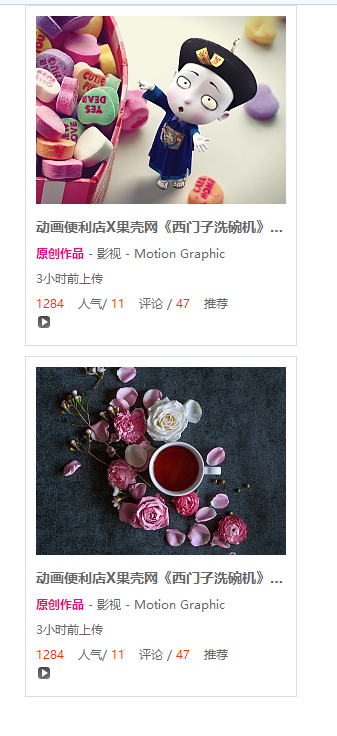 CUTIE PIE
YES DEAR
LOVE
动画便利店X果壳网《西门子洗碗机》...
原创作品 - 影视 - Motion Graphic
3小时前上传
1284 人气/ 11 评论 / 47 推荐
动画便利店X果壳网《西门子洗碗机》...
原创作品 - 影视 - Motion Graphic
3小时前上传
1284 人气/ 11 评论 / 47 推荐